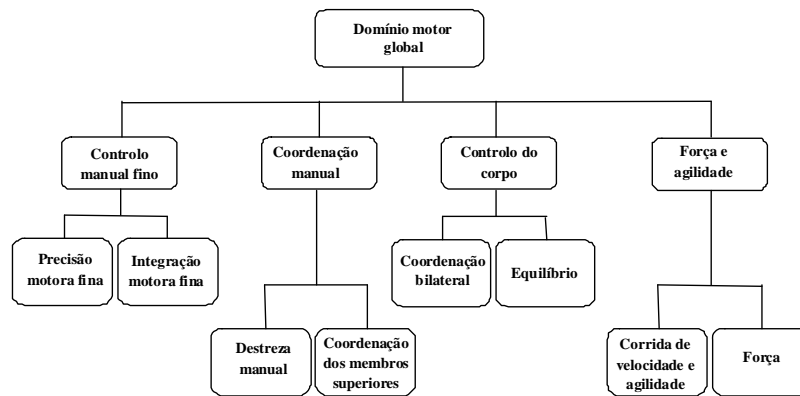 Domínio motor
global
Controlo
manual fino
Coordenação
manual
Controlo do
corpo
Força e
agilidade
Precisão
motora fina
Integração
motora fina
Coordenação
bilateral
Equilíbrio
Destreza
manual
Coordenação
dos membros
superiores
Corrida de
velocidade e
agilidade
Força